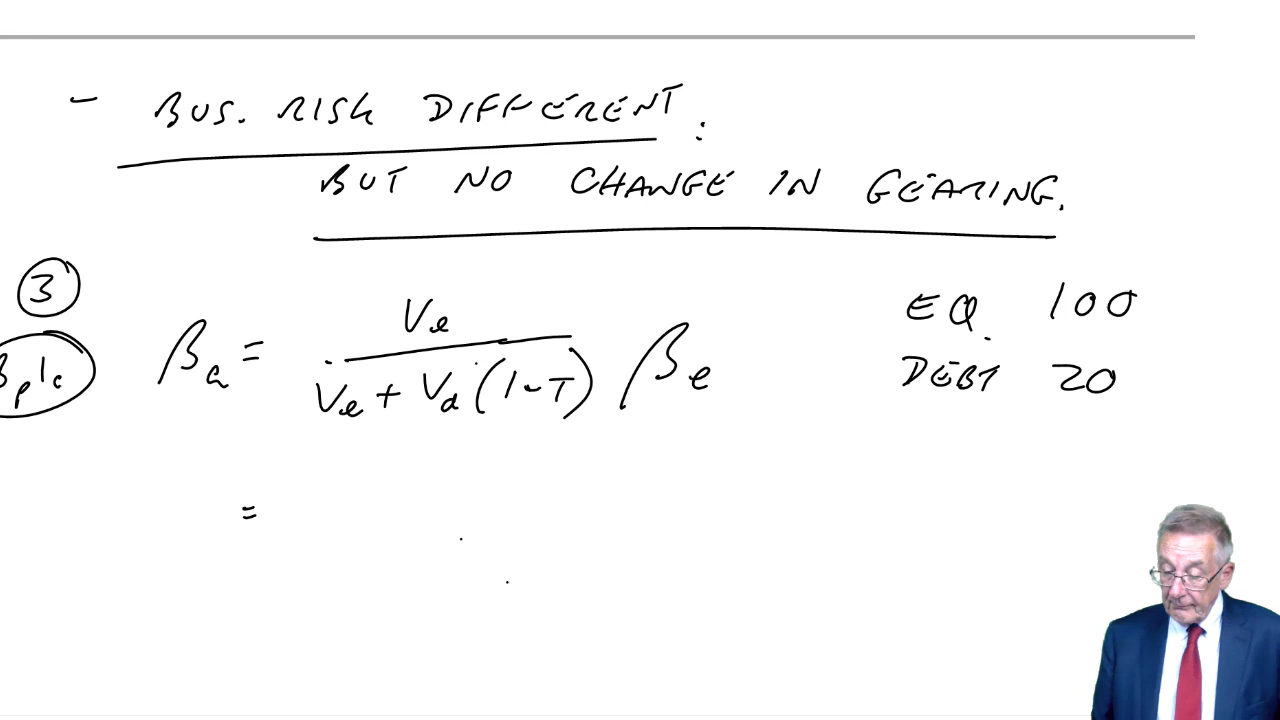 - BUS. RISK DIFFERENT.
BUT NO CHANGE IN GEARING.
3
B plc
βa = Ve / (Ve + Vd(1-T)) βe
EQ. 100
DEBT 20
=